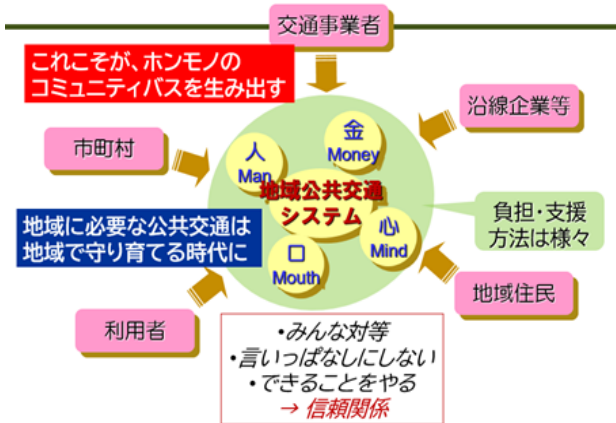 交通事業者
これこそが、ホンモノの
コミュニティバスを生み出す
沿線企業等
市町村
人
Man
金
Money
地域公共交通
システム
心
Mind
口
Mouth
地域に必要な公共交通は
地域で守り育てる時代に
負担・支援
方法は様々
利用者
地域住民
・みんな対等
・言いっぱなしにしない
・できることをやる
→ 信頼関係